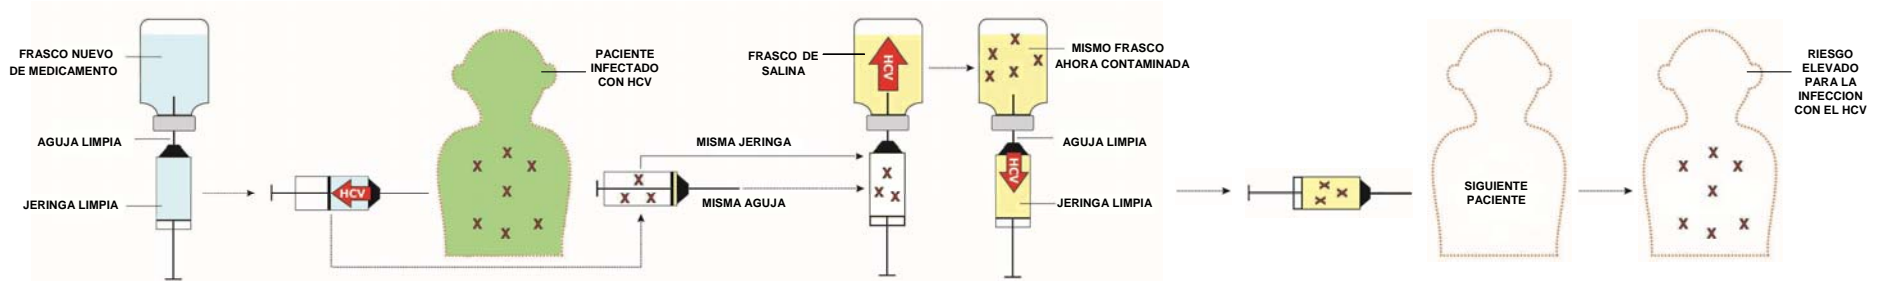 FRASCO NUEVO
DE MEDICAMENTO
AGUJA LIMPIA
JERINGA LIMPIA
HCV
PACIENTE
INFECTADO
CON HCV
MISMA JERINGA
MISMA AGUJA
FRASCO DE
SALINA
HCV
MISMO FRASCO
AHORA CONTAMINADA
AGUJA LIMPIA
HCV
JERINGA LIMPIA
SIGUIENTE
PACIENTE
RIESGO
ELEVADO
PARA LA
INFECCION
CON EL HCV